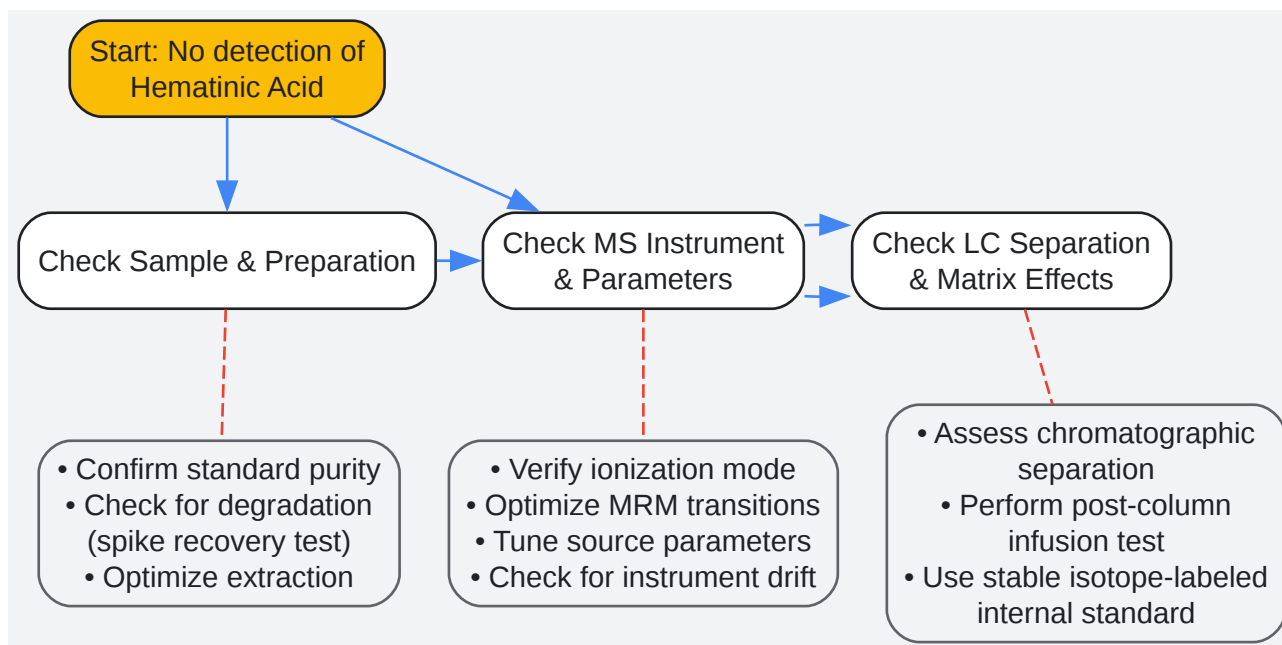 Start: No detection of
Hematinic Acid
Check Sample & Preparation
Check MS Instrument
& Parameters
Check LC Separation
& Matrix Effects
• Confirm standard purity
• Check for degradation
(spike recovery test)
• Optimize extraction
• Verify ionization mode
• Optimize MRM transitions
• Tune source parameters
• Check for instrument drift
• Assess chromatographic
separation
• Perform post-column
infusion test
• Use stable isotope-labeled
internal standard